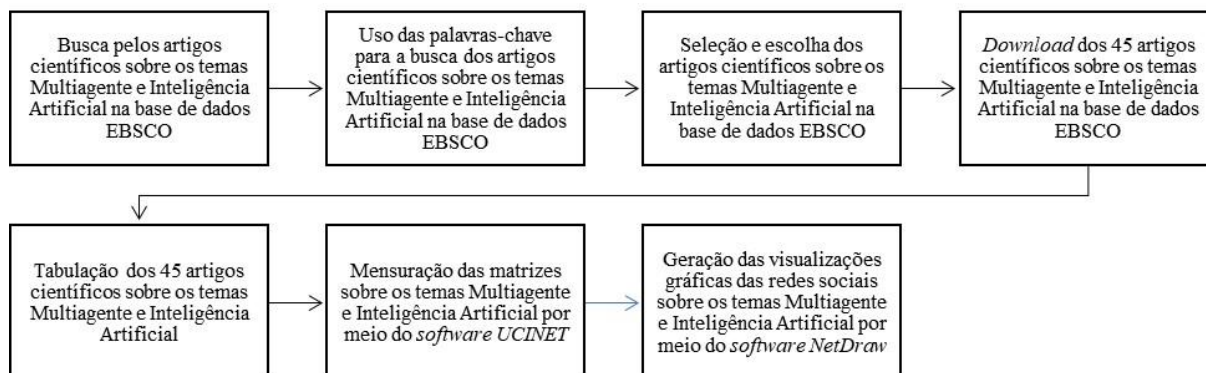 Busca pelos artigos
científicos sobre os temas
Multiagente e Inteligência
Artificial na base de dados
EBSCO
Uso das palavras-chave
para a busca dos artigos
científicos sobre os temas
Multiagente e Inteligência
Artificial na base de dados
EBSCO
Seleção e escolha dos
artigos científicos sobre os
temas Multiagente e
Inteligência Artificial na
base de dados EBSCO
Download dos 45 artigos
científicos sobre os temas
Multiagente e Inteligência
Artificial na base de dados
EBSCO
Tabulação dos 45 artigos
científicos sobre os temas
Multiagente e Inteligência
Artificial
Mensuração das matrizes
sobre os temas Multiagente
e Inteligência Artificial por
meio do software UCINET
Geração das visualizações
gráficas das redes sociais
sobre os temas Multiagente
e Inteligência Artificial por
meio do software NetDraw